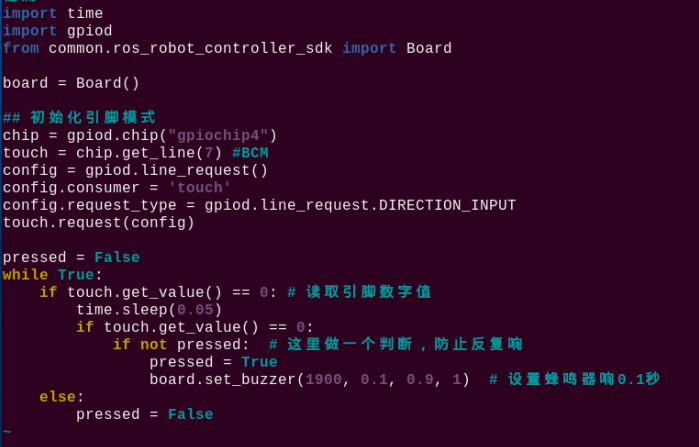 import time
import gpiod
from common.ros_robot_controller_sdk import Board

board = Board()

## 初始化引脚模式
chip = gpiod.chip("gpiochip4")
touch = chip.get_line(7) #BCM
config = gpiod.line_request()
config.consumer = 'touch'
config.request_type = gpiod.line_request.DIRECTION_INPUT
touch.request(config)

pressed = False
while True:
    if touch.get_value() == 0: # 读取引脚数字值
        time.sleep(0.05)
        if touch.get_value() == 0:
            if not pressed:  # 这里做一个判断，防止反复响
                pressed = True
                board.set_buzzer(1900, 0.1, 0.9, 1)  # 设置蜂鸣器响0.1秒
    else:
        pressed = False
~